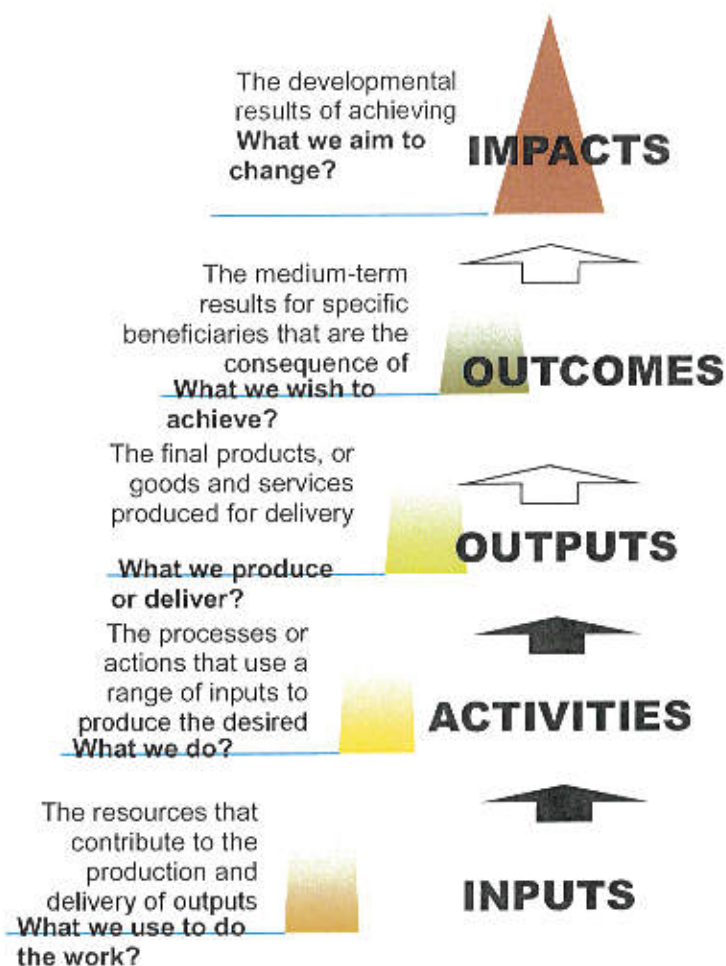 The developmental
results of achieving
What we aim to
change?
IMPACTS
The medium-term
results for specific
beneficiaries that are the
consequence of
What we wish to
achieve?
OUTCOMES
The final products, or
goods and services
produced for delivery
What we produce
or deliver?
OUTPUTS
The processes or
actions that use a
range of inputs to
produce the desired
What we do?
ACTIVITIES
The resources that
contribute to the
production and
delivery of outputs
What we use to do
the work?
INPUTS